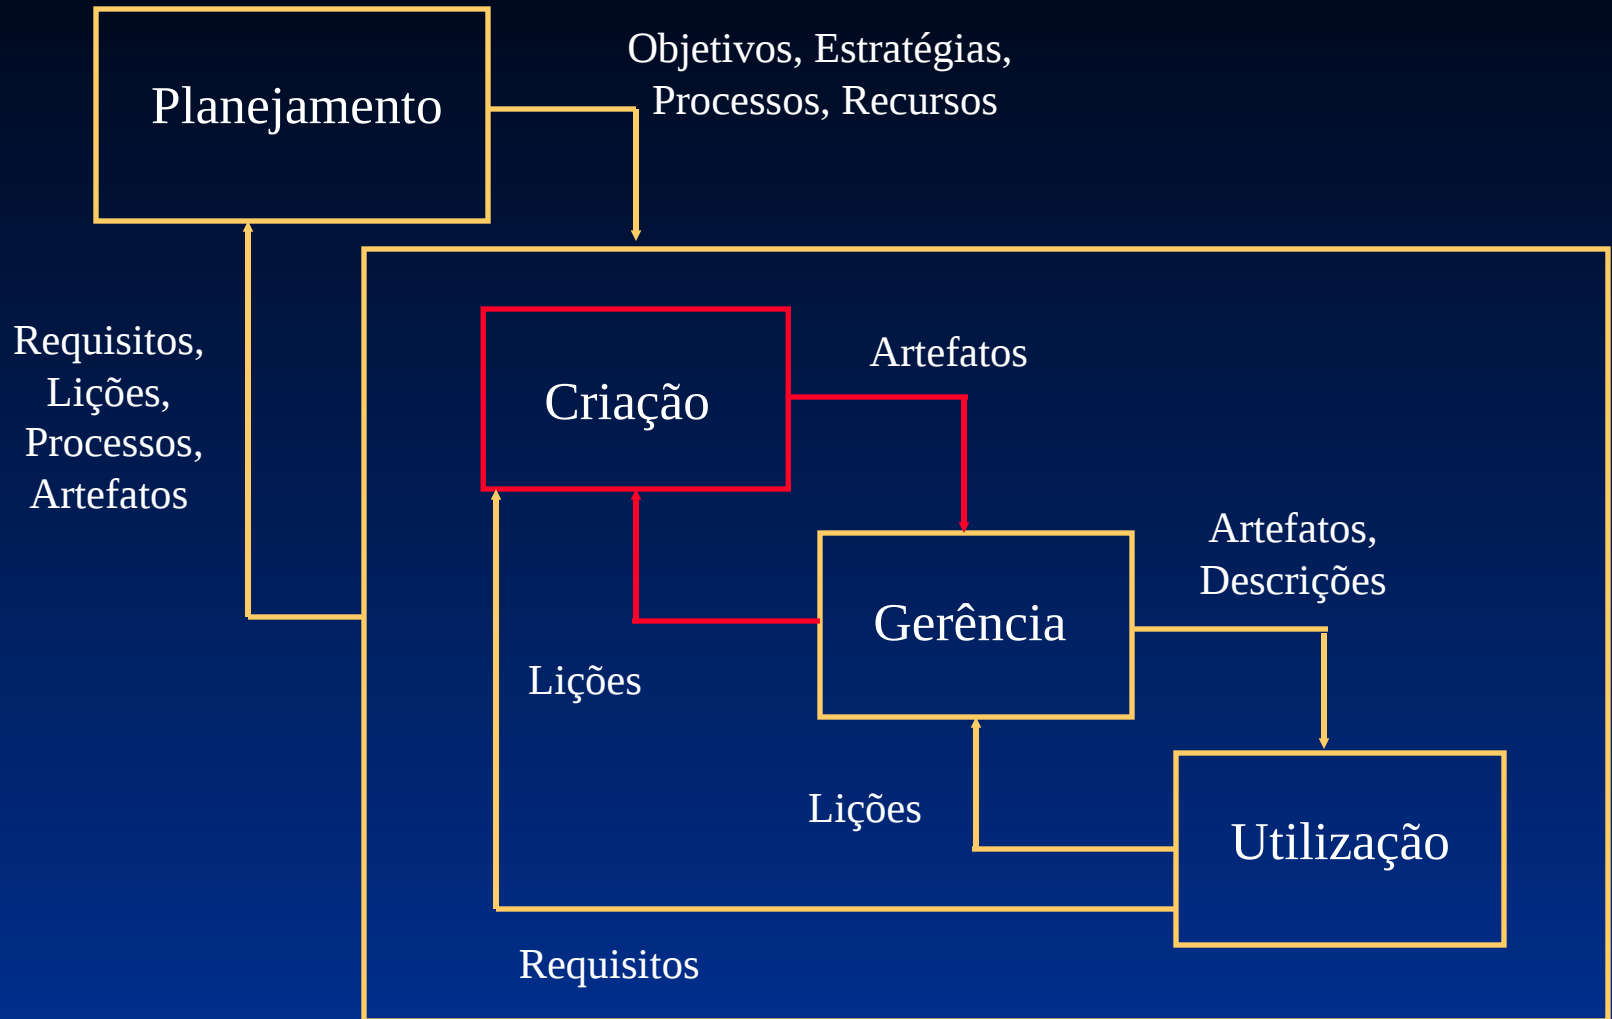 Planejamento
Objetivos, Estratégias,
Processos, Recursos
Requisitos,
Lições,
Processos,
Artefatos
Criação
Artefatos
Artefatos,
Descrições
Gerência
Lições
Lições
Utilização
Requisitos